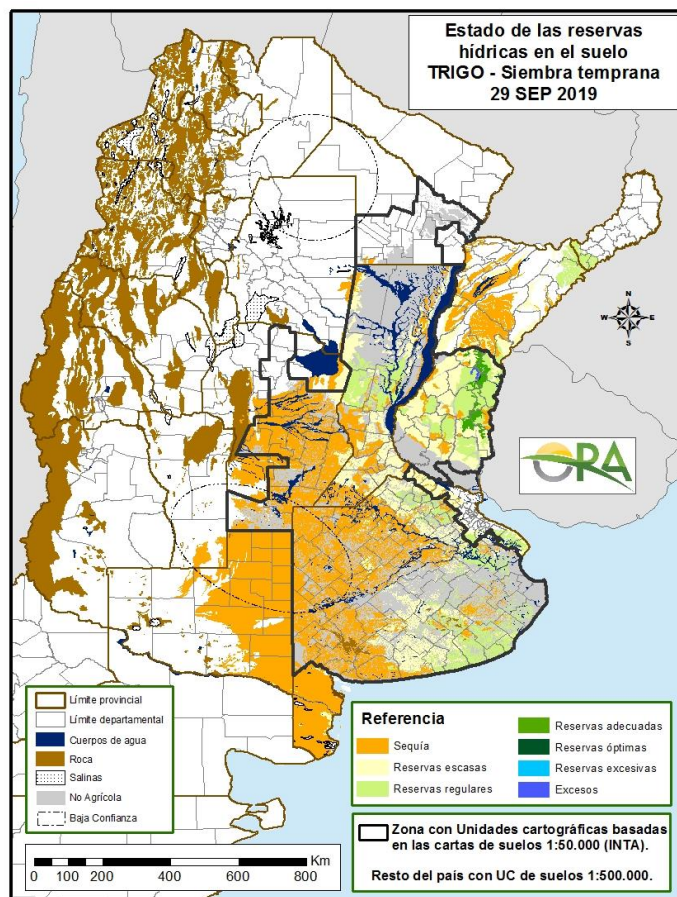 Estado de las reservas
hídricas en el suelo
TRIGO - Siembra temprana
29 SEP 2019
N
W
E
S
ORA
Límite provincial
Límite departamental
Cuerpos de agua
Roca
Salinas
No Agrícola
Baja Confianza
Referencia
Sequía
Reservas escasas
Reservas regulares
Reservas adecuadas
Reservas óptimas
Reservas excesivas
Excesos
Zona con Unidades cartográficas basadas
en las cartas de suelos 1:50.000 (INTA).
Resto del país con UC de suelos 1:500.000.
Km
0 100 200 400 600 800